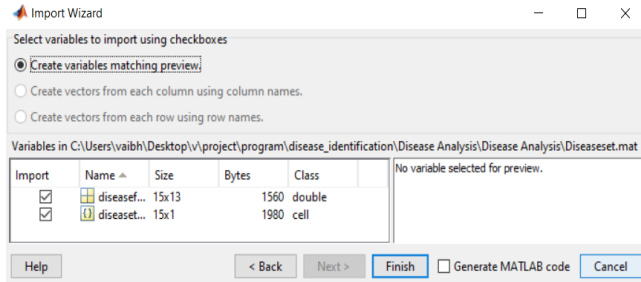 Import Wizard
Select variables to import using checkboxes
Create variables matching preview.
Create vectors from each column using column names.
Create vectors from each row using row names.
Variables in C:\Users\vaibh\Desktop\v\project\program\disease_identification\Disease Analysis\Disease Analysis\Diseaseset.mat
Import Name Size Bytes Class
diseasef... 15x13 1560 double
diseaset... 15x1 1980 cell
No variable selected for preview.
Help < Back Next > Finish Generate MATLAB code Cancel